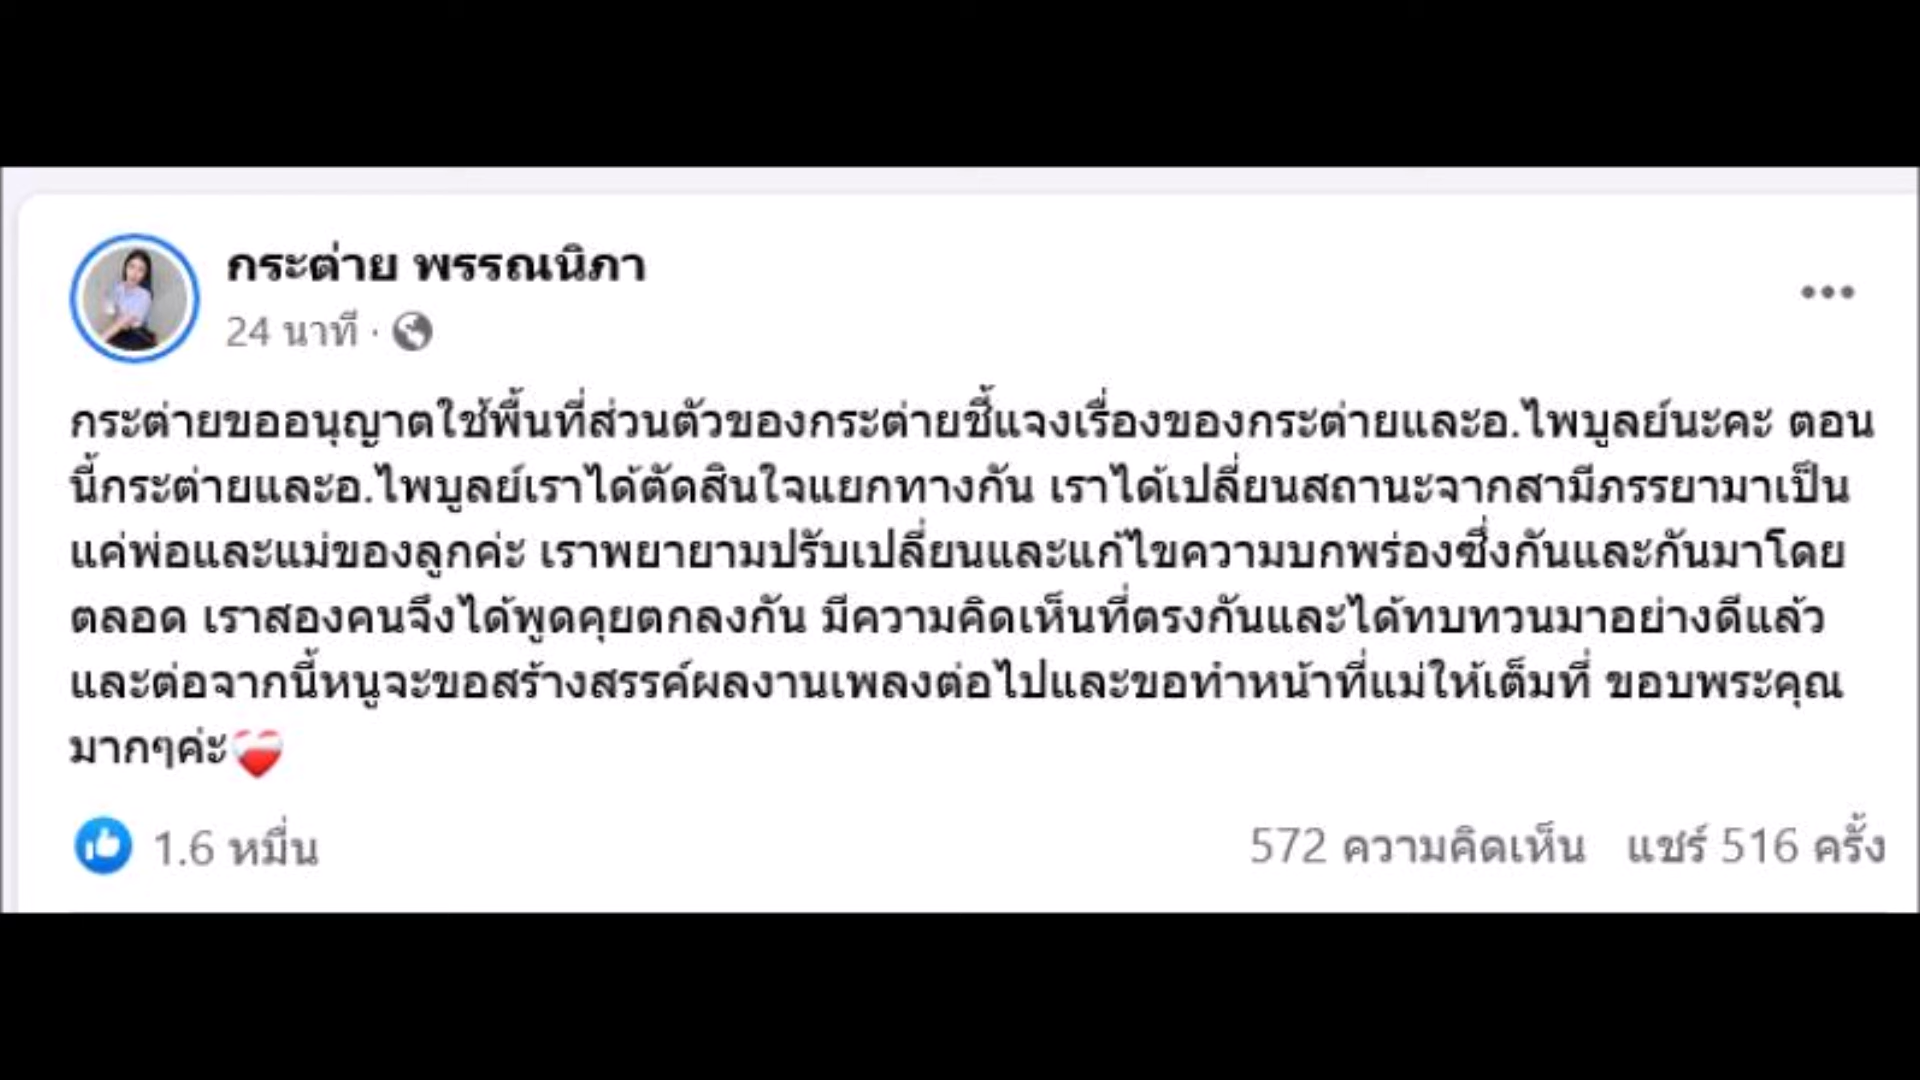 กระต่าย พรรณนิภา
24 นาที ·
กระต่ายขออนุญาตใช้พื้นที่ส่วนตัวของกระต่ายชี้แจงเรื่องของกระต่ายและอ.ไพบูลย์นะคะ ตอน
นี้กระต่ายและอ.ไพบูลย์เราได้ตัดสินใจแยกทางกัน เราได้เปลี่ยนสถานะจากสามีภรรยามาเป็น
แค่พ่อและแม่ของลูกค่ะ เราพยายามปรับเปลี่ยนและแก้ไขความบกพร่องซึ่งกันและกันมาโดย
ตลอด เราสองคนจึงได้พูดคุยตกลงกัน มีความคิดเห็นที่ตรงกันและได้ทบทวนมาอย่างดีแล้ว
และต่อจากนี้หนูจะขอสร้างสรรค์ผลงานเพลงต่อไปและขอทำหน้าที่แม่ให้เต็มที่ ขอบพระคุณ
มากๆค่ะ❤️‍🩹
1.6 หมื่น 572 ความคิดเห็น แชร์ 516 ครั้ง